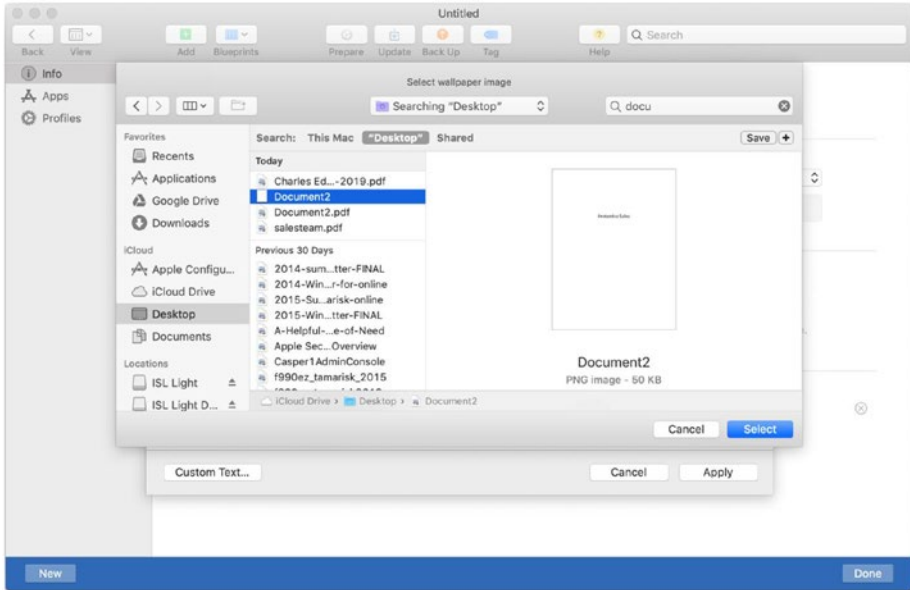 Untitled
Back View Add Blueprints Prepare Update Back Up Tag Help Search
Info
Apps
Profiles
Select wallpaper image
Searching "Desktop"
docu
Favorites
Recents
Applications
Google Drive
Downloads
iCloud
Apple Configu...
iCloud Drive
Desktop
Documents
Locations
ISL Light
ISL Light D...
Search: This Mac "Desktop" Shared
Save +
Today
Charles Ed...-2019.pdf
Document2
Document2.pdf
salesteam.pdf
Previous 30 Days
2014-sum...tter-FINAL
2014-Win...r-for-online
2015-Su...arisk-online
2015-Win...tter-FINAL
A-Helpful-...e-of-Need
Apple Sec...Overview
Casper1AdminConsole
f990ez_tamarisk_2015
Document2
PNG image - 50 KB
iCloud Drive › Desktop › Document2
Cancel Select
Custom Text... Cancel Apply
New Done